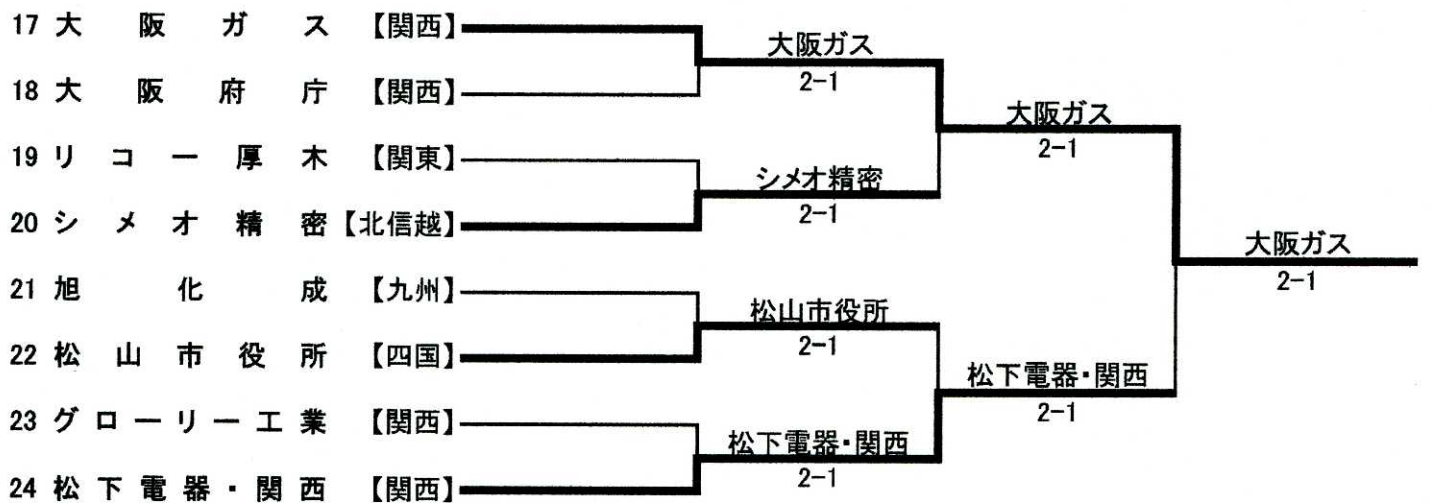 17 大阪ガス 【関西】
大阪ガス
2-1
18 大阪府庁 【関西】
大阪ガス
2-1
19 リコー厚木 【関東】
シメオ精密
2-1
20 シメオ精密 【北信越】
大阪ガス
2-1
21 旭化成 【九州】
松山市役所
2-1
22 松山市役所 【四国】
松下電器・関西
2-1
23 グローリー工業 【関西】
松下電器・関西
2-1
24 松下電器・関西 【関西】